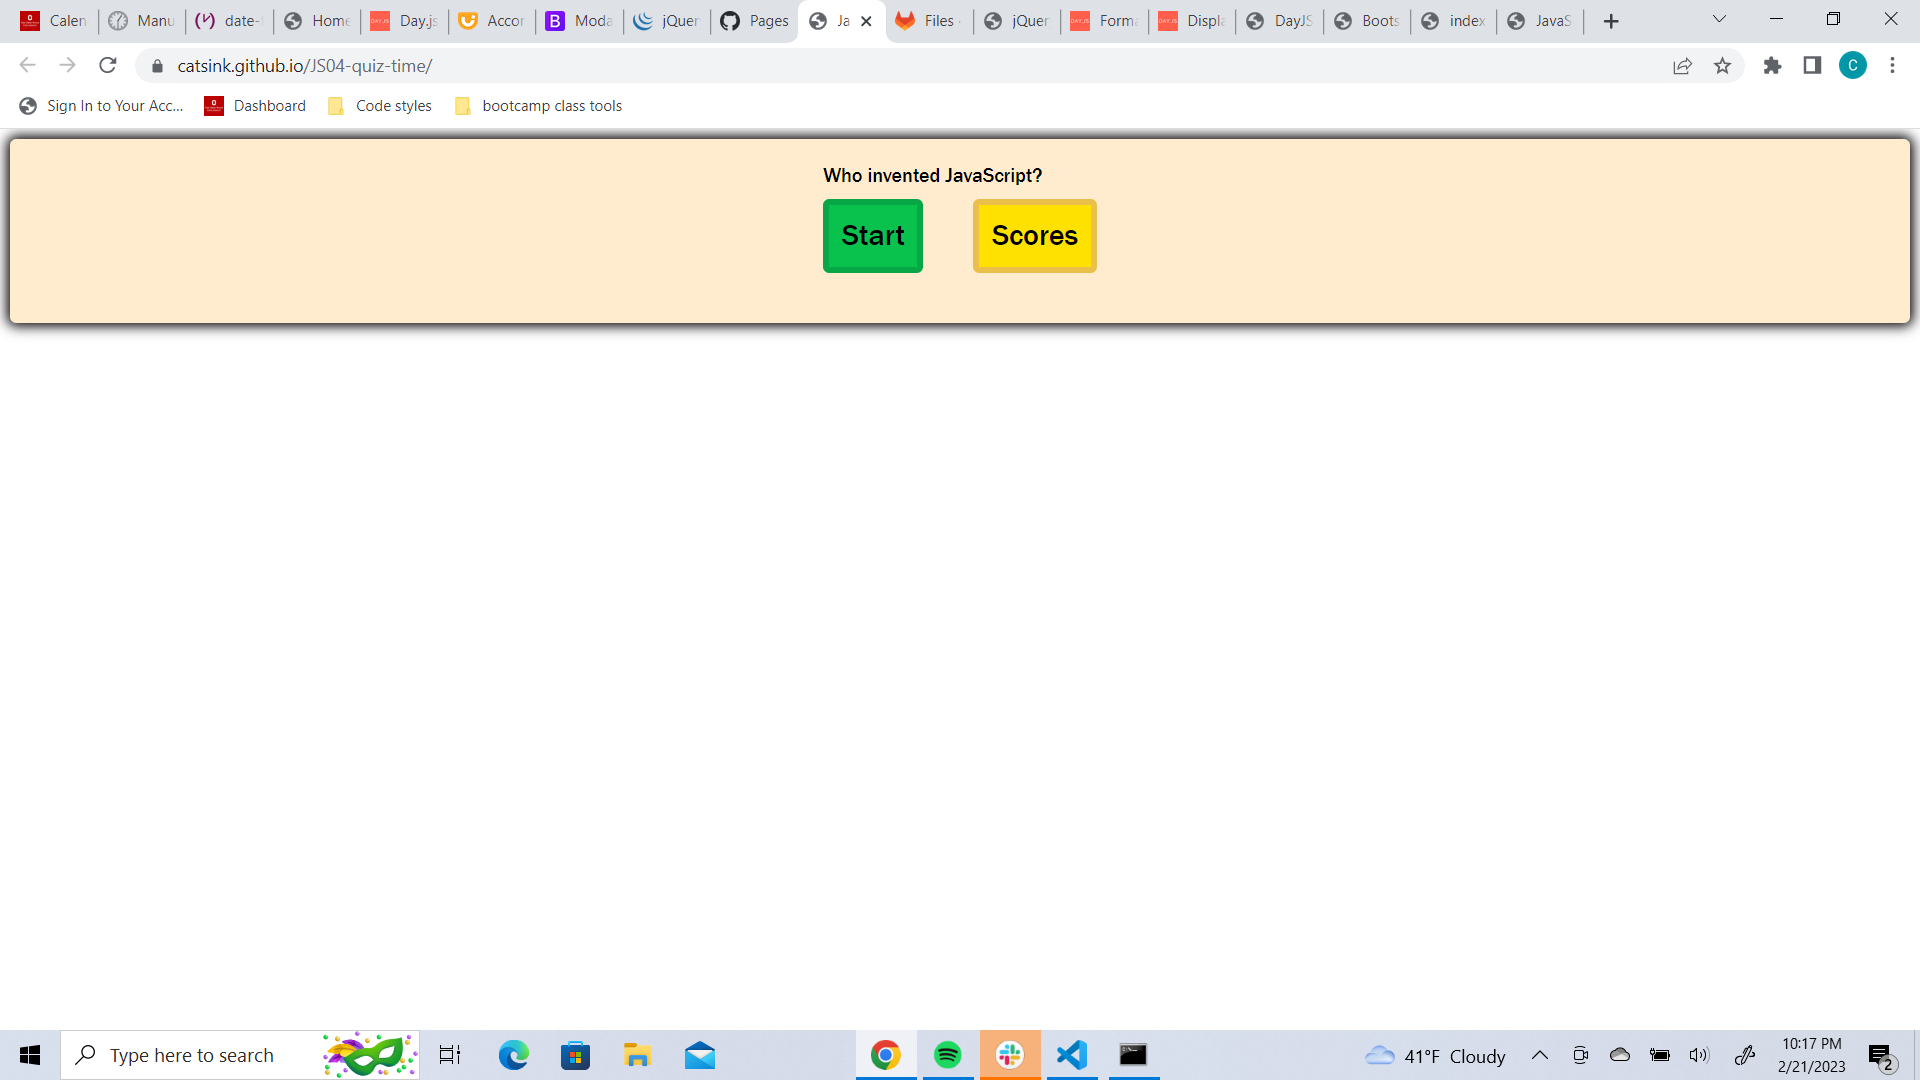 Calen Manu date- Home Day.js Accor Moda jQuer Pages Ja Files jQuer Forma Displa DayJS Boots index JavaS
catsink.github.io/JS04-quiz-time/
C
Sign In to Your Acc... Dashboard Code styles bootcamp class tools
Who invented JavaScript?
Start Scores
Type here to search 41°F Cloudy 10:17 PM
2/21/2023 2